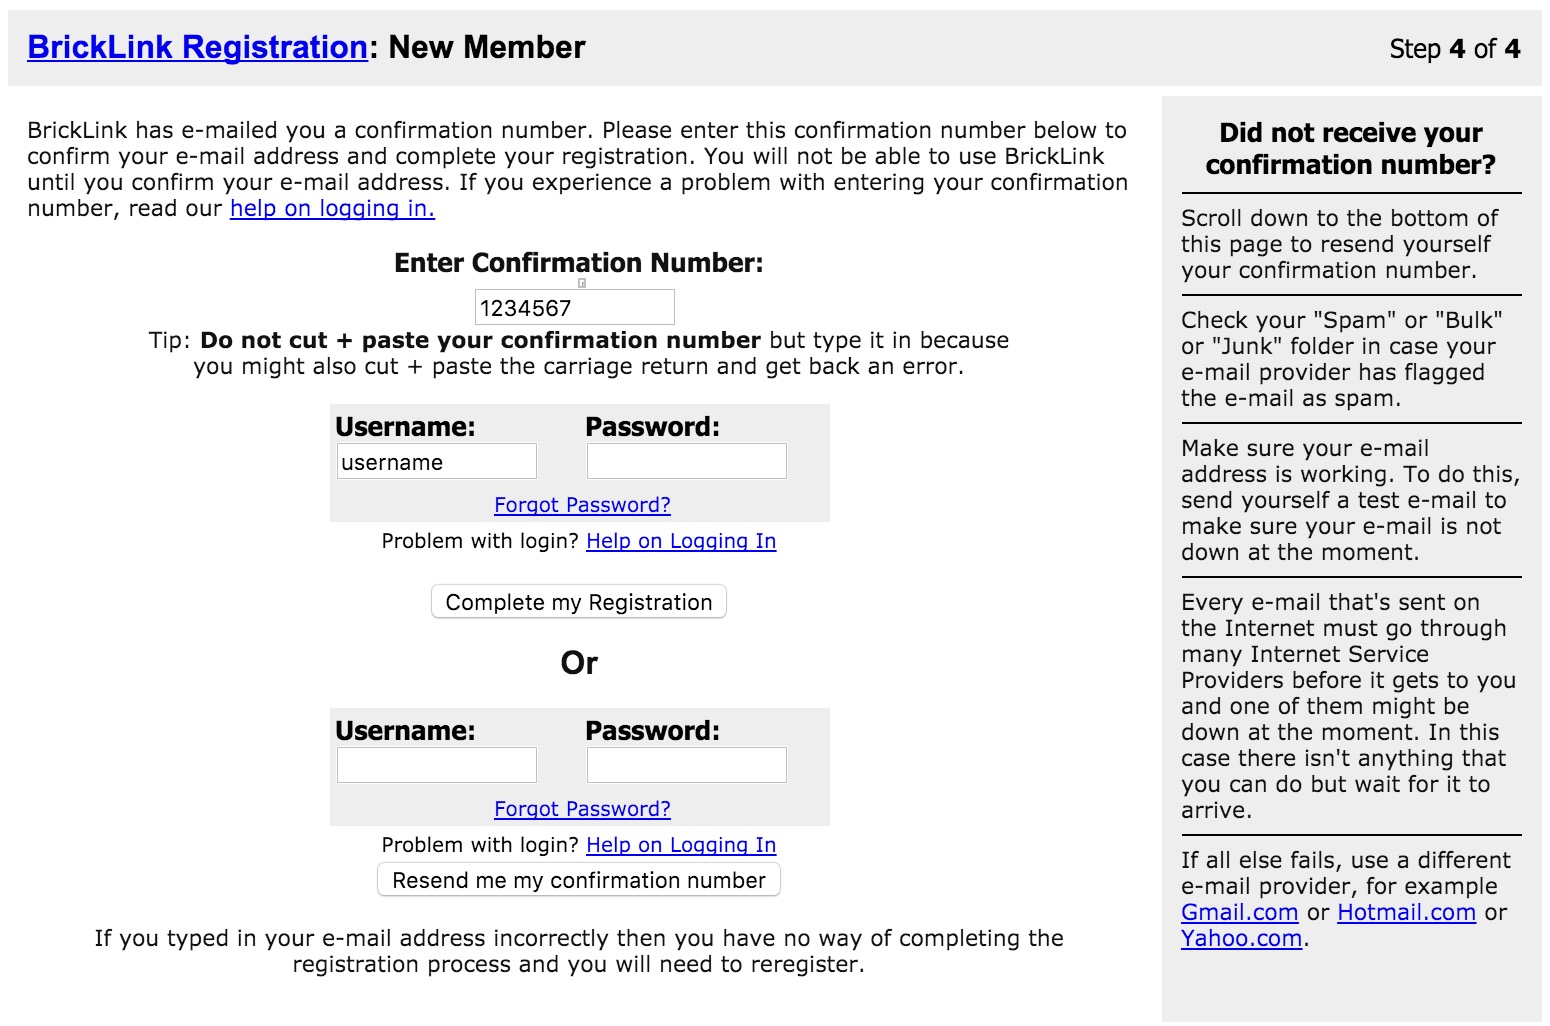 BrickLink Registration: New Member
Step 4 of 4
BrickLink has e-mailed you a confirmation number. Please enter this confirmation number below to
confirm your e-mail address and complete your registration. You will not be able to use BrickLink
until you confirm your e-mail address. If you experience a problem with entering your confirmation
number, read our help on logging in.
Enter Confirmation Number:
1234567
Tip: Do not cut + paste your confirmation number but type it in because
you might also cut + paste the carriage return and get back an error.
Username: Password:
username
Forgot Password?
Problem with login? Help on Logging In
Complete my Registration
Or
Username: Password:
Forgot Password?
Problem with login? Help on Logging In
Resend me my confirmation number
If you typed in your e-mail address incorrectly then you have no way of completing the
registration process and you will need to reregister.
Did not receive your
confirmation number?
Scroll down to the bottom of
this page to resend yourself
your confirmation number.
Check your "Spam" or "Bulk"
or "Junk" folder in case your
e-mail provider has flagged
the e-mail as spam.
Make sure your e-mail
address is working. To do this,
send yourself a test e-mail to
make sure your e-mail is not
down at the moment.
Every e-mail that's sent on
the Internet must go through
many Internet Service
Providers before it gets to you
and one of them might be
down at the moment. In this
case there isn't anything that
you can do but wait for it to
arrive.
If all else fails, use a different
e-mail provider, for example
Gmail.com or Hotmail.com or
Yahoo.com.